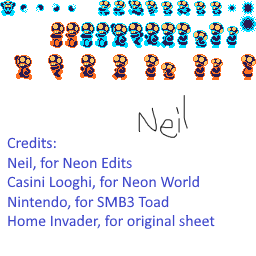 Neil
Credits:
Neil, for Neon Edits
Casini Looghi, for Neon World
Nintendo, for SMB3 Toad
Home Invader, for original sheet